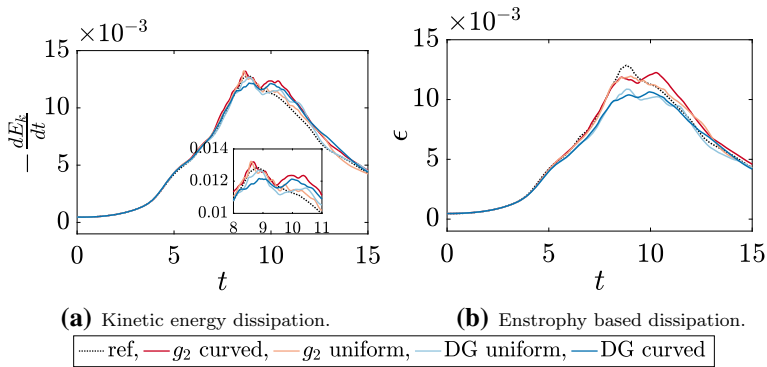 ×10⁻³
15
10
5
0
−dE_k/dt
0.014
0.012
0.01
8 9 10 11
0 5 10 15
t
(a) Kinetic energy dissipation.
×10⁻³
15
10
5
0
ϵ
0 5 10 15
t
(b) Enstrophy based dissipation.
ref, g₂ curved, g₂ uniform, DG uniform, DG curved